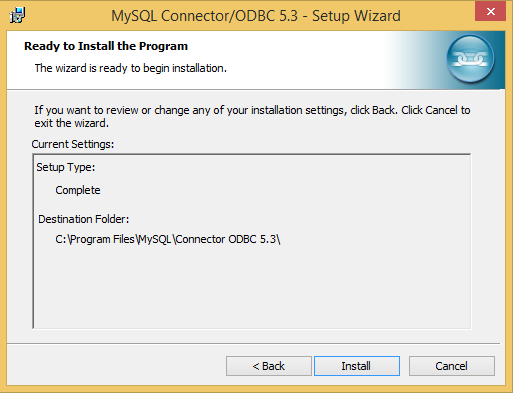 MySQL Connector/ODBC 5.3 - Setup Wizard
Ready to Install the Program
The wizard is ready to begin installation.
If you want to review or change any of your installation settings, click Back. Click Cancel to
exit the wizard.
Current Settings:
Setup Type:
Complete
Destination Folder:
C:\Program Files\MySQL\Connector ODBC 5.3\
< Back
Install
Cancel